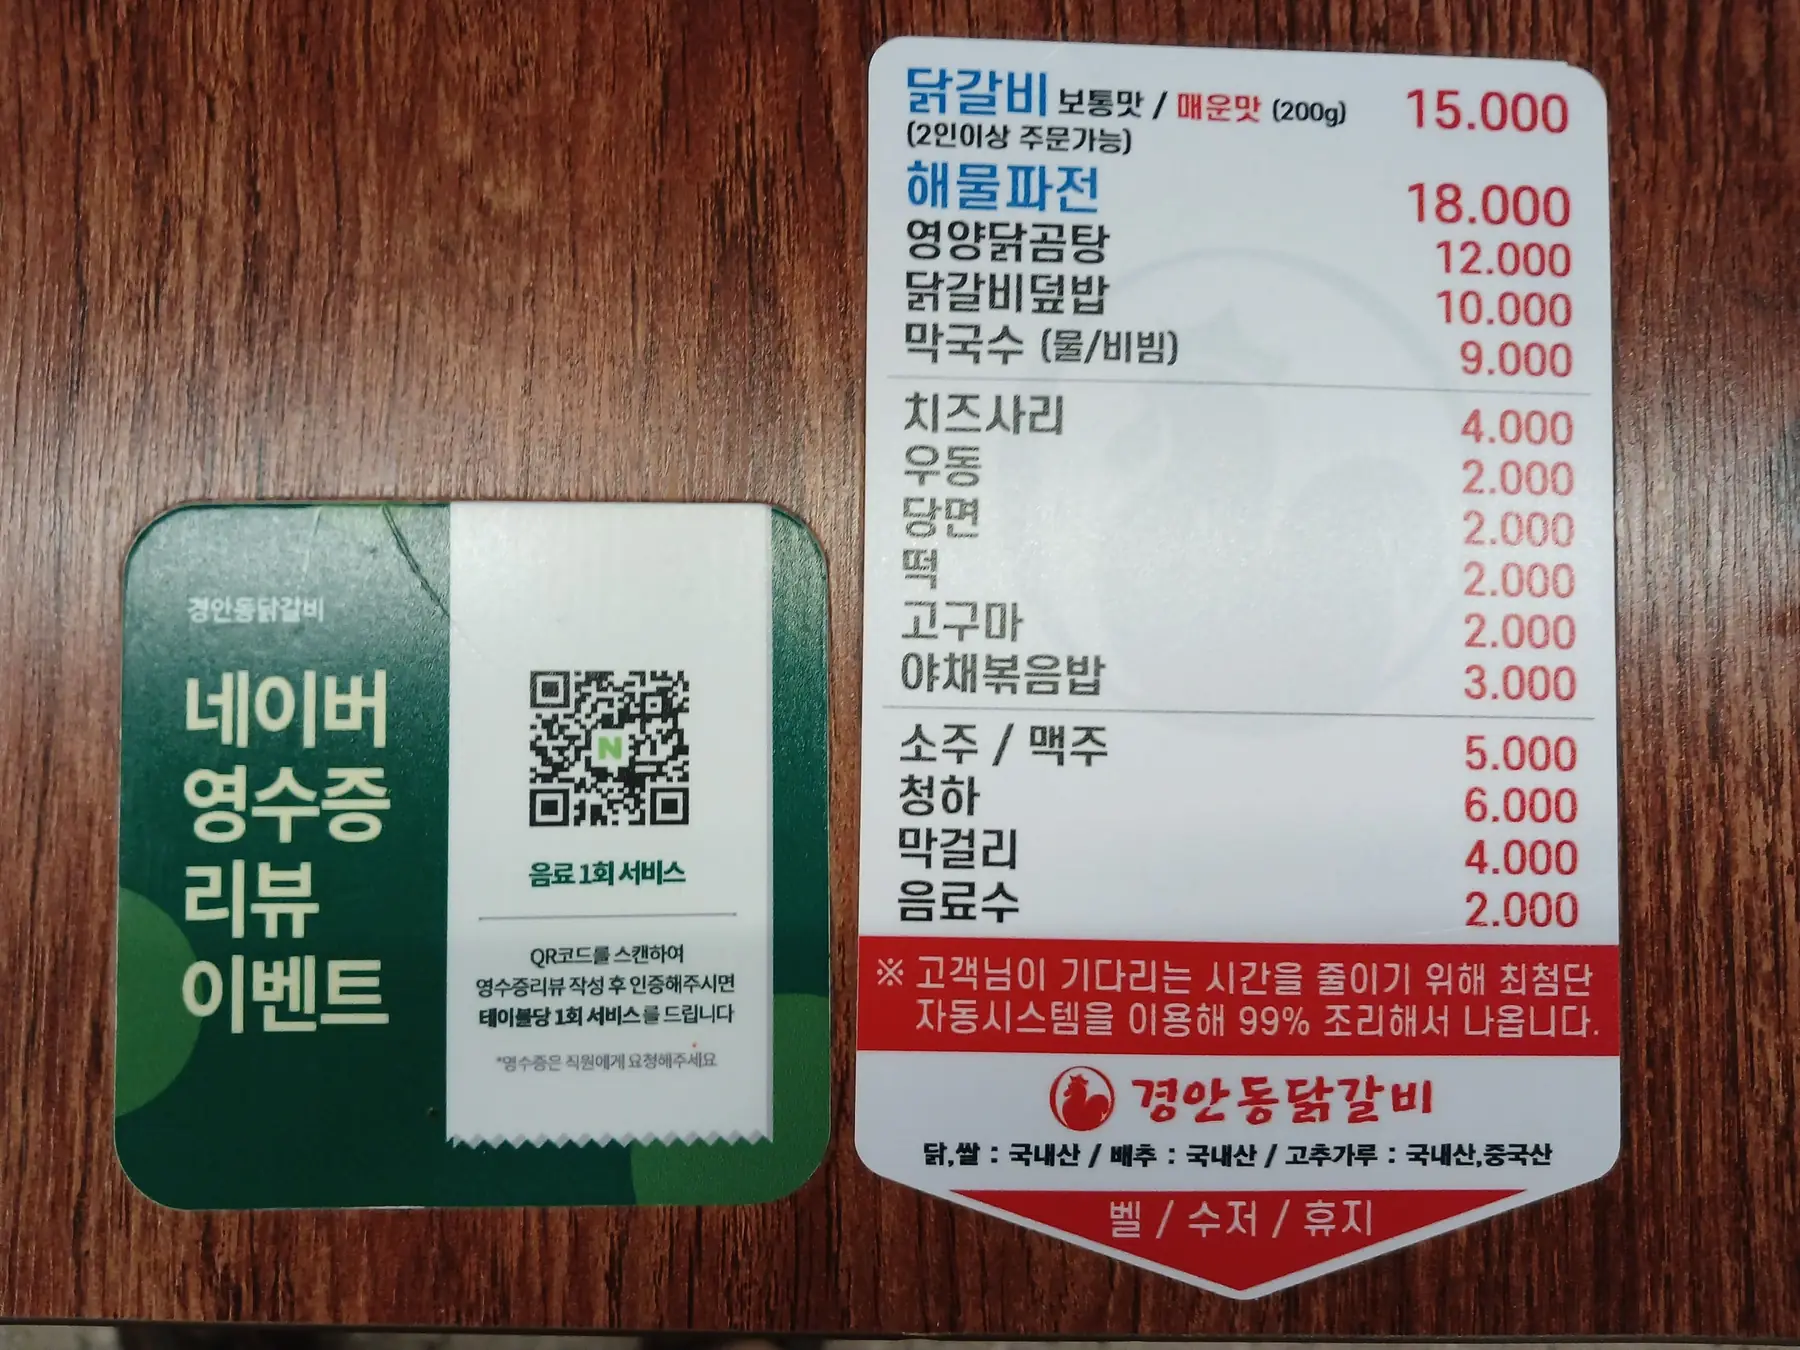 경안동닭갈비
네이버
영수증
리뷰
이벤트
음료 1회 서비스
QR코드를 스캔하여
영수증리뷰 작성 후 인증해주시면
테이블당 1회 서비스를 드립니다
*영수증은 직원에게 요청해주세요
닭갈비 보통맛 / 매운맛 (200g) 15.000
(2인이상 주문가능)
해물파전 18.000
영양닭곰탕 12.000
닭갈비덮밥 10.000
막국수 (물/비빔) 9.000
치즈사리 4.000
우동 2.000
당면 2.000
떡 2.000
고구마 2.000
야채볶음밥 3.000
소주 / 맥주 5.000
청하 6.000
막걸리 4.000
음료수 2.000
※ 고객님이 기다리는 시간을 줄이기 위해 최첨단
자동시스템을 이용해 99% 조리해서 나옵니다.
경안동닭갈비
닭,쌀 : 국내산 / 배추 : 국내산 / 고추가루 : 국내산,중국산
벨 / 수저 / 휴지